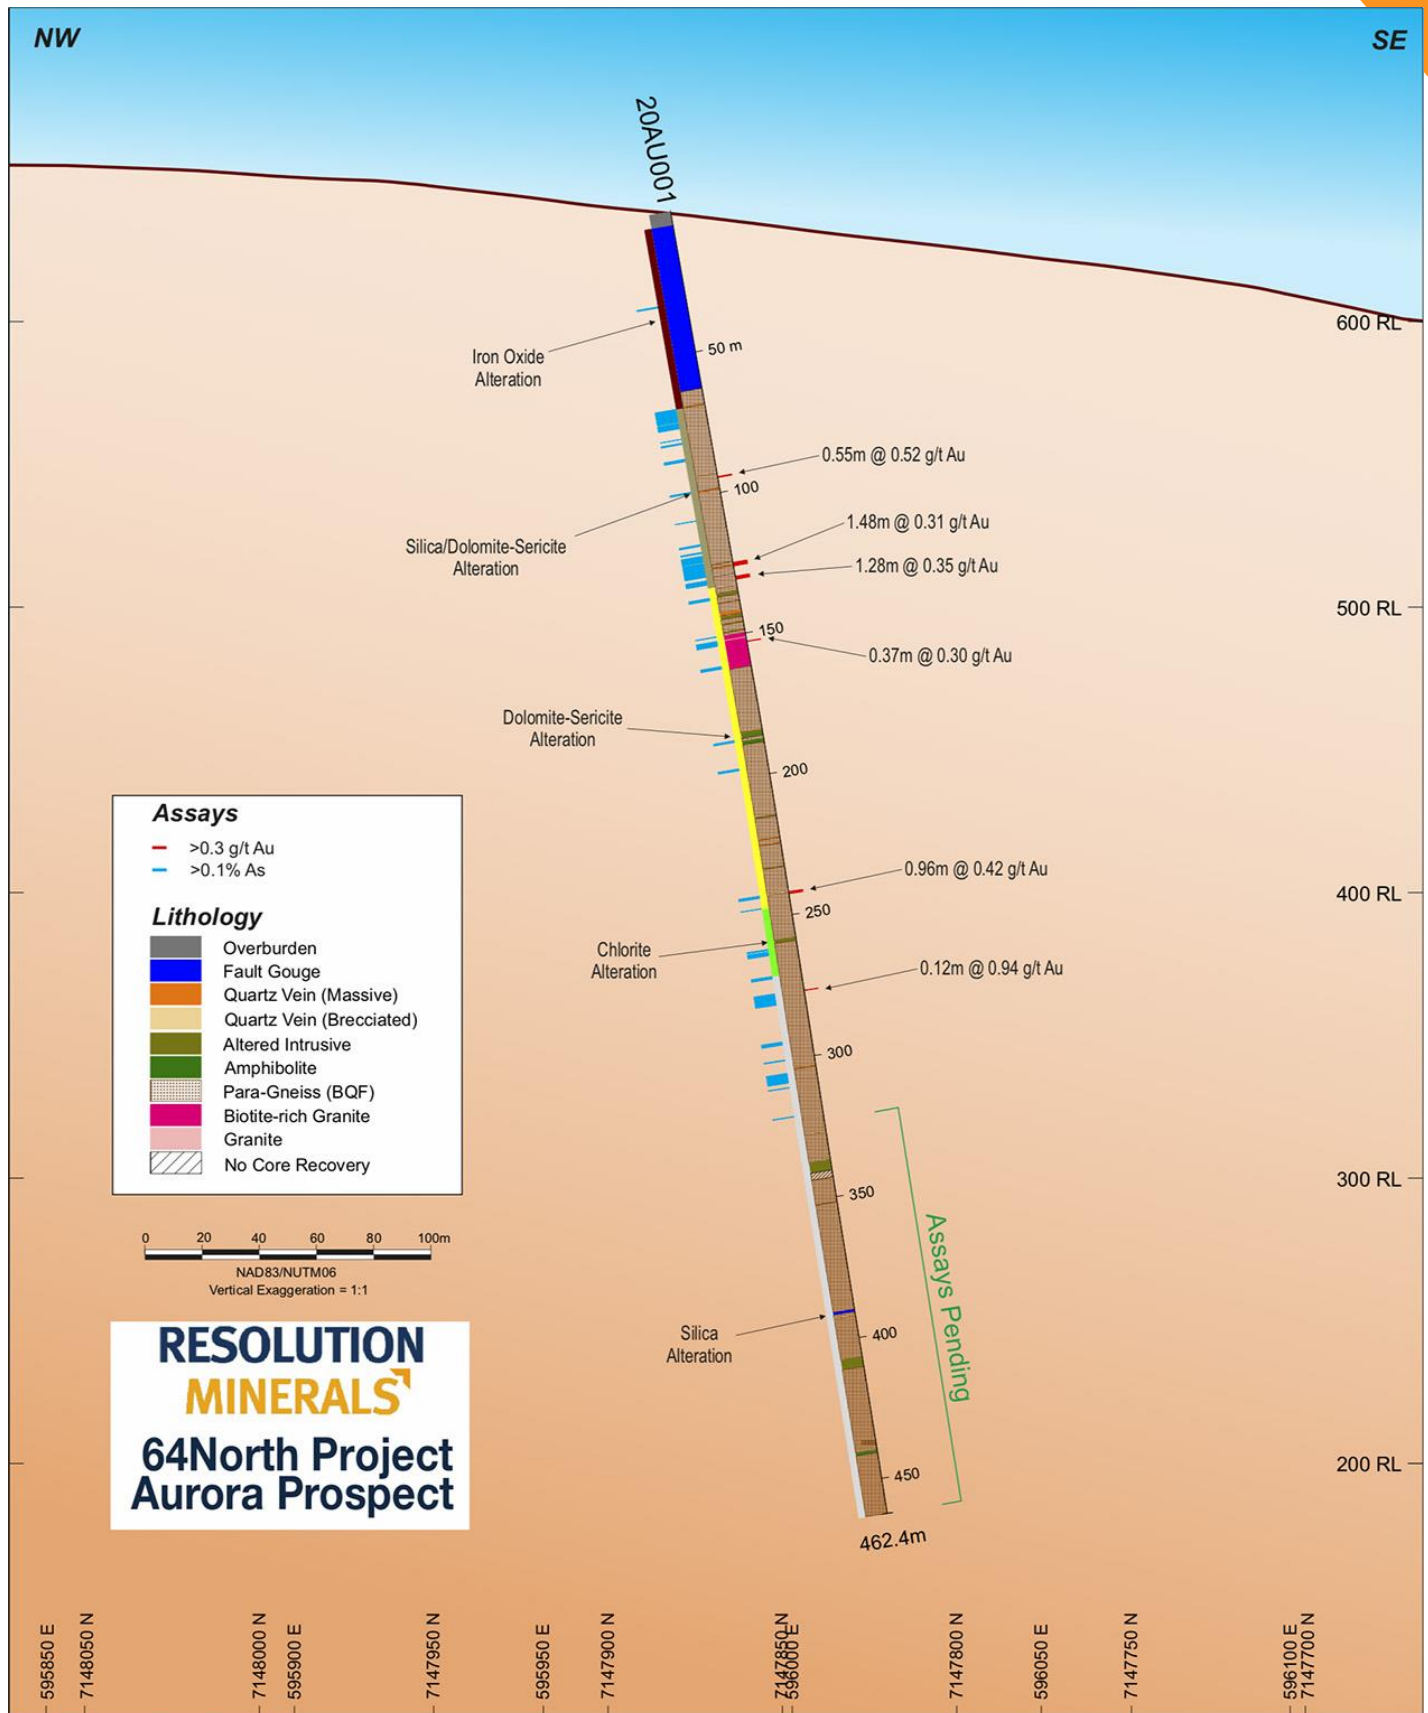 NW
SE
20AU001
600 RL
50 m
Iron Oxide
Alteration
0.55m @ 0.52 g/t Au
100
1.48m @ 0.31 g/t Au
Silica/Dolomite-Sericite
Alteration
1.28m @ 0.35 g/t Au
500 RL
150
0.37m @ 0.30 g/t Au
Dolomite-Sericite
Alteration
200
Assays
>0.3 g/t Au
>0.1% As
0.96m @ 0.42 g/t Au
400 RL
250
Lithology
Overburden
Fault Gouge
Quartz Vein (Massive)
Quartz Vein (Brecciated)
Altered Intrusive
Amphibolite
Para-Gneiss (BQF)
Biotite-rich Granite
Granite
No Core Recovery
Chlorite
Alteration
0.12m @ 0.94 g/t Au
300
300 RL
350
0 20 40 60 80 100m
NAD83/NUTM06
Vertical Exaggeration = 1:1
Assays Pending
Silica
Alteration
400
RESOLUTION
MINERALS
64North Project
Aurora Prospect
200 RL
450
462.4m
595850 E
7148050 N
7148000 N
595900 E
7147950 N
595950 E
7147900 N
7147850 N
596000 E
7147800 N
596050 E
7147750 N
596100 E
7147700 N